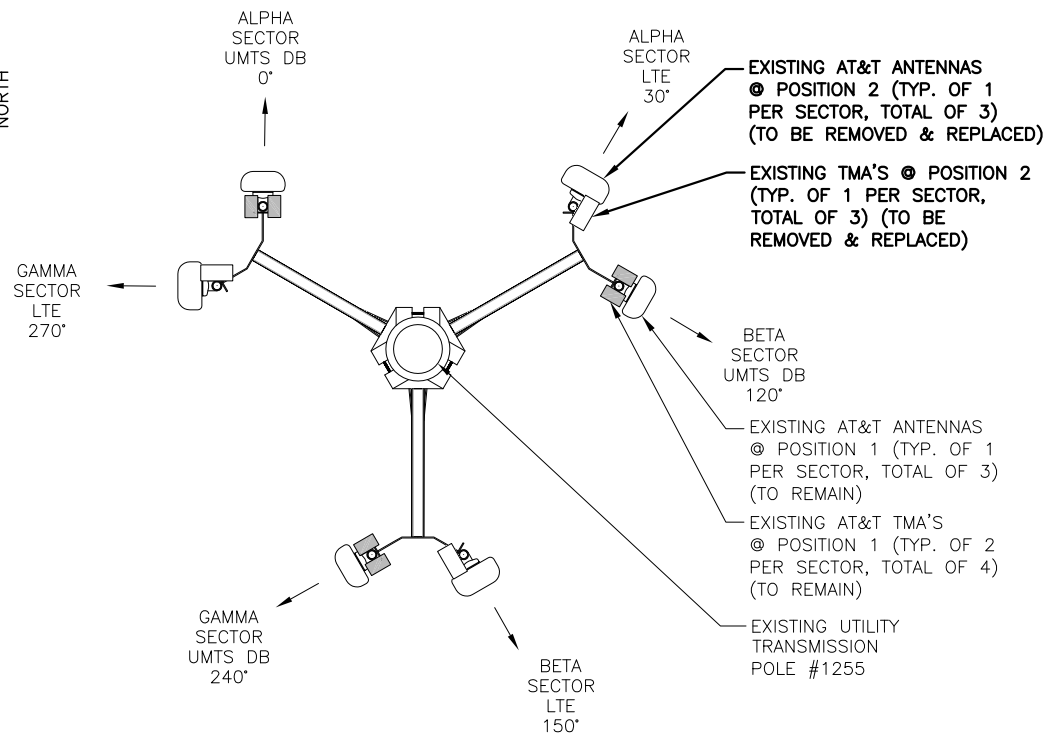 NORTH
ALPHA
SECTOR
UMTS DB
0°
ALPHA
SECTOR
LTE
30°
EXISTING AT&T ANTENNAS
@ POSITION 2 (TYP. OF 1
PER SECTOR, TOTAL OF 3)
(TO BE REMOVED & REPLACED)
EXISTING TMA'S @ POSITION 2
(TYP. OF 1 PER SECTOR,
TOTAL OF 3) (TO BE
REMOVED & REPLACED)
GAMMA
SECTOR
LTE
270°
BETA
SECTOR
UMTS DB
120°
EXISTING AT&T ANTENNAS
@ POSITION 1 (TYP. OF 1
PER SECTOR, TOTAL OF 3)
(TO REMAIN)
EXISTING AT&T TMA'S
@ POSITION 1 (TYP. OF 2
PER SECTOR, TOTAL OF 4)
(TO REMAIN)
EXISTING UTILITY
TRANSMISSION
POLE #1255
GAMMA
SECTOR
UMTS DB
240°
BETA
SECTOR
LTE
150°